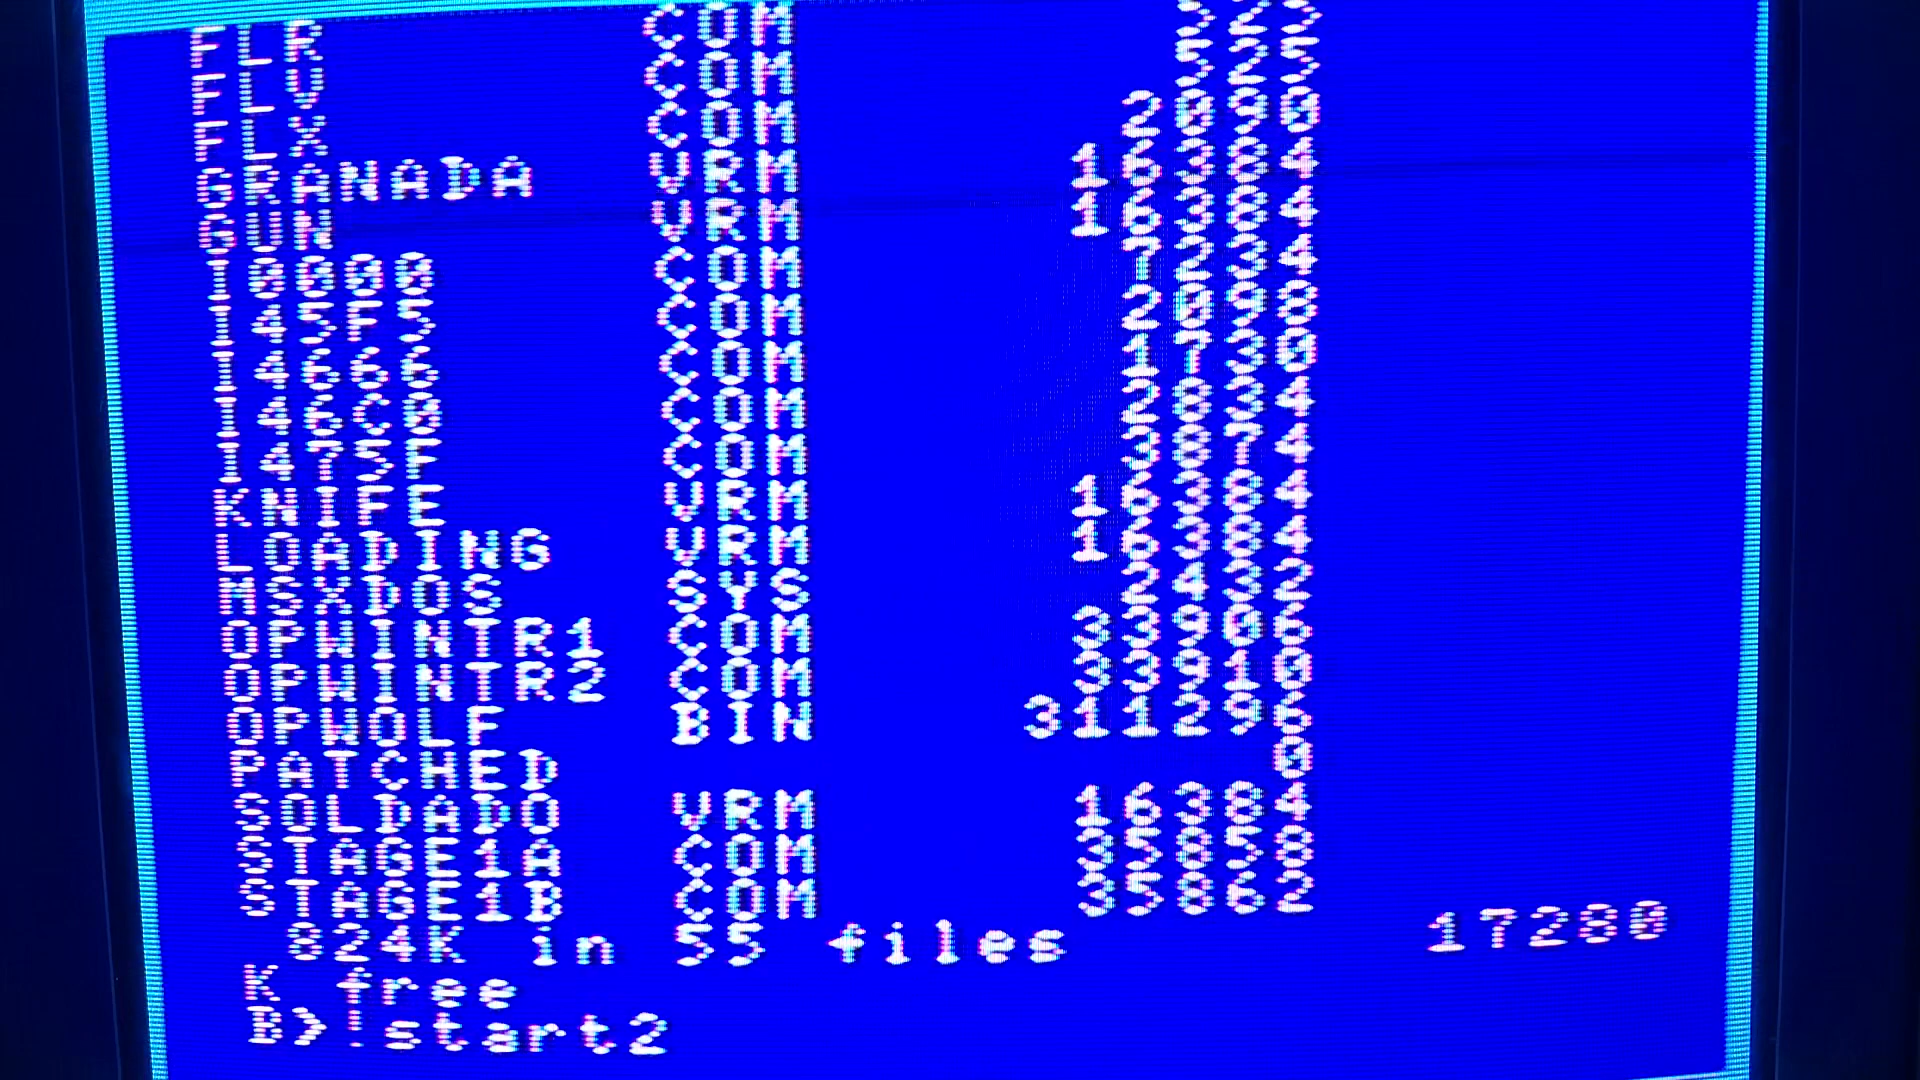 FLR COM 525
FLV COM 525
FLX COM 2090
GRANADA VRM 16384
GUN VRM 16384
I0000 COM 7234
I45F5 COM 2098
I4666 COM 1730
I46C0 COM 2834
I475F COM 3874
KNIFE VRM 16384
LOADING VRM 16384
MSXDOS SYS 2432
OPWINTR1 COM 33906
OPWINTR2 COM 33910
OPWOLF BIN 311296
PATCHED 0
SOLDADO VRM 16384
STAGE1A COM 35858
STAGE1B COM 35862
824K in 55 files 17280
K free
B>!start2